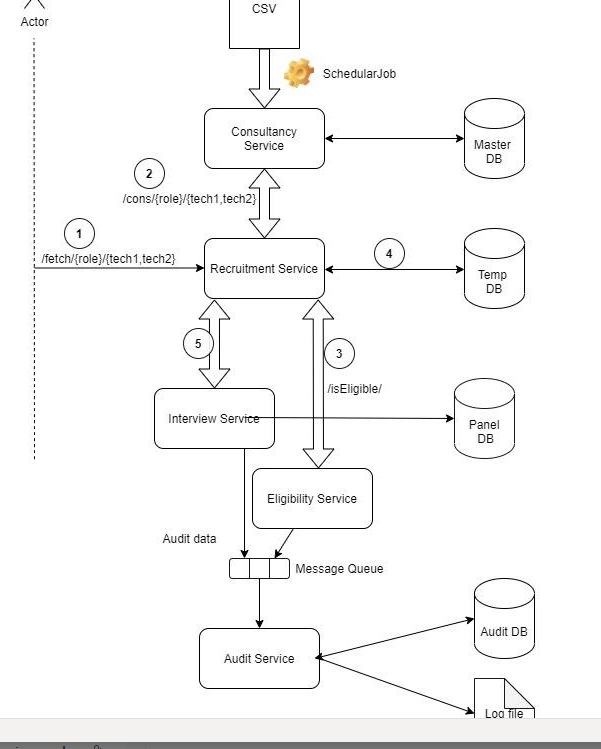 CSV
Actor
SchedularJob
Consultancy
Service
Master
DB
2
/cons/{role}/{tech1,tech2}
1
/fetch/{role}/{tech1,tech2}
Recruitment Service
4
Temp
DB
5
3
/isEligible/
Interview Service
Panel
DB
Eligibility Service
Audit data
Message Queue
Audit Service
Audit DB
Log file